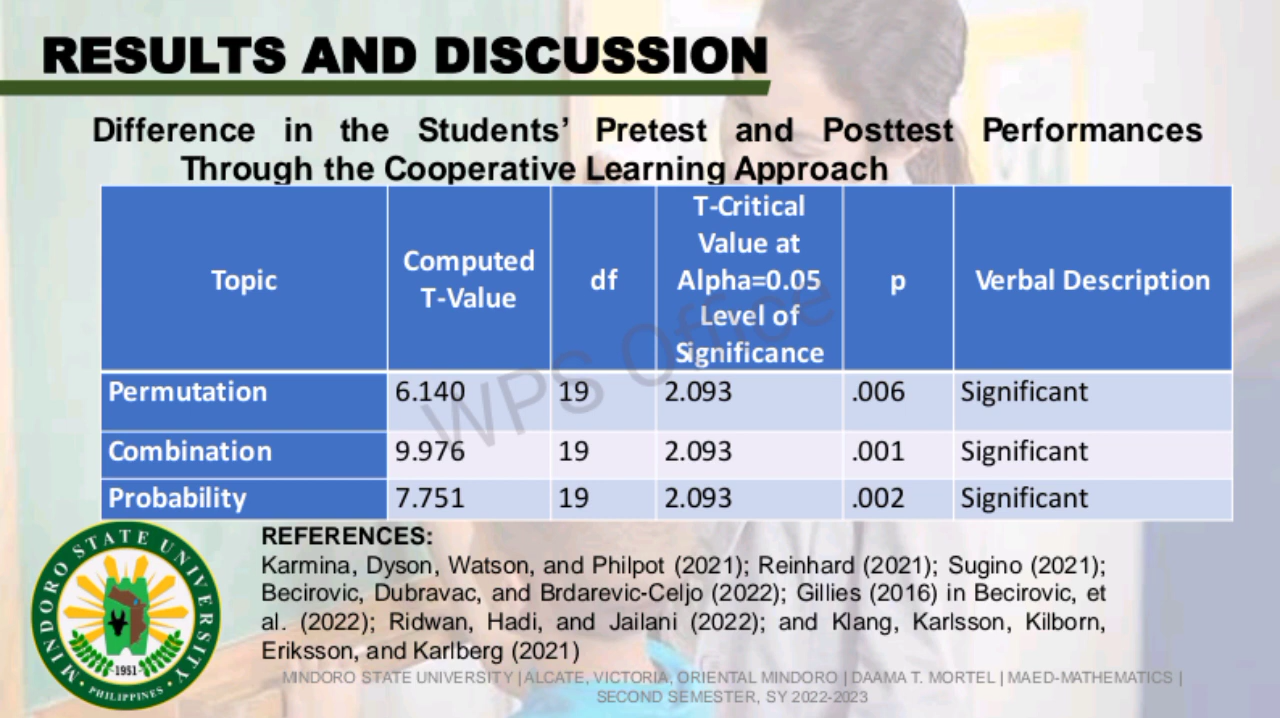 RESULTS AND DISCUSSION
Difference in the Students’ Pretest and Posttest Performances
Through the Cooperative Learning Approach
Topic
Computed
T-Value
df
T-Critical
Value at
Alpha=0.05
Level of
Significance
p
Verbal Description
Permutation 6.140 19 2.093 .006 Significant
Combination 9.976 19 2.093 .001 Significant
Probability 7.751 19 2.093 .002 Significant
WPS Office
REFERENCES:
Karmina, Dyson, Watson, and Philpot (2021); Reinhard (2021); Sugino (2021);
Becirovic, Dubravac, and Brdarevic-Celjo (2022); Gillies (2016) in Becirovic, et
al. (2022); Ridwan, Hadi, and Jailani (2022); and Klang, Karlsson, Kilborn,
Eriksson, and Karlberg (2021)
MINDORO STATE UNIVERSITY
1951
PHILIPPINES
MINDORO STATE UNIVERSITY | ALCATE, VICTORIA, ORIENTAL MINDORO | DAAMA T. MORTEL | MAED-MATHEMATICS |
SECOND SEMESTER, SY 2022-2023